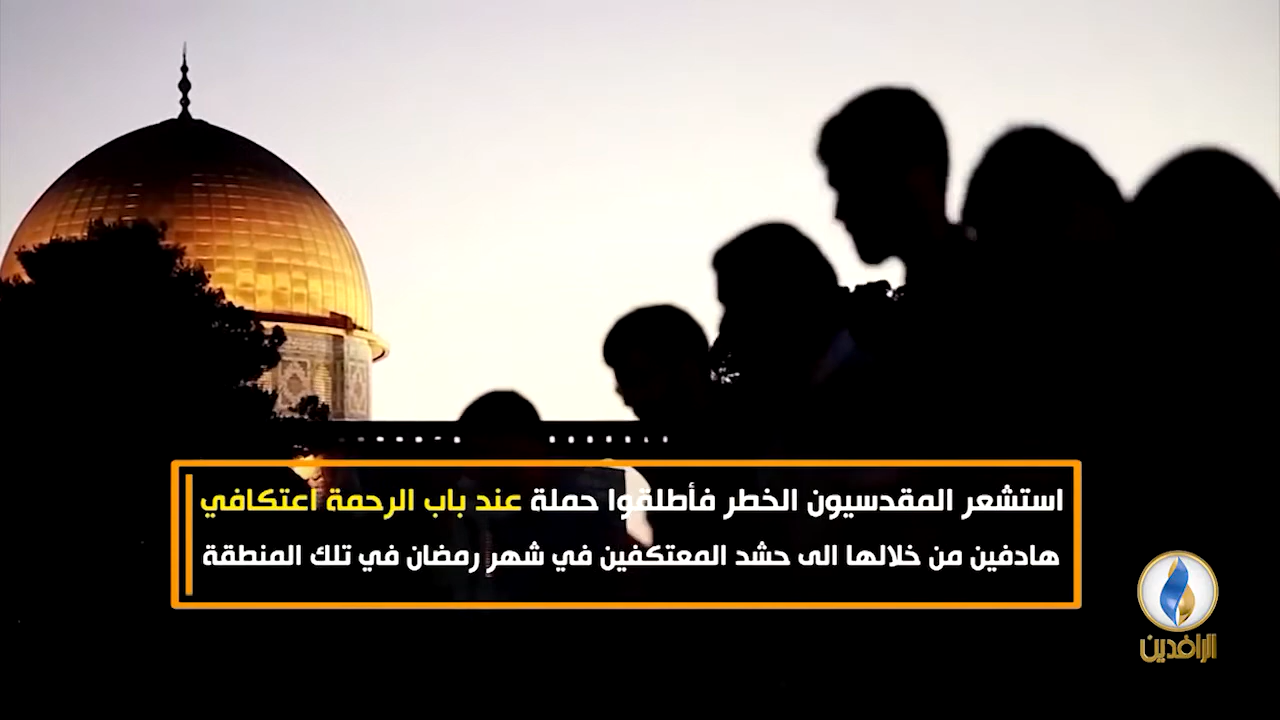 استشعر المقدسيون الخطر فأطلقوا حملة عند باب الرحمة اعتكافي
هادفين من خلالها الى حشد المعتكفين في شهر رمضان في تلك المنطقة
الرافدين